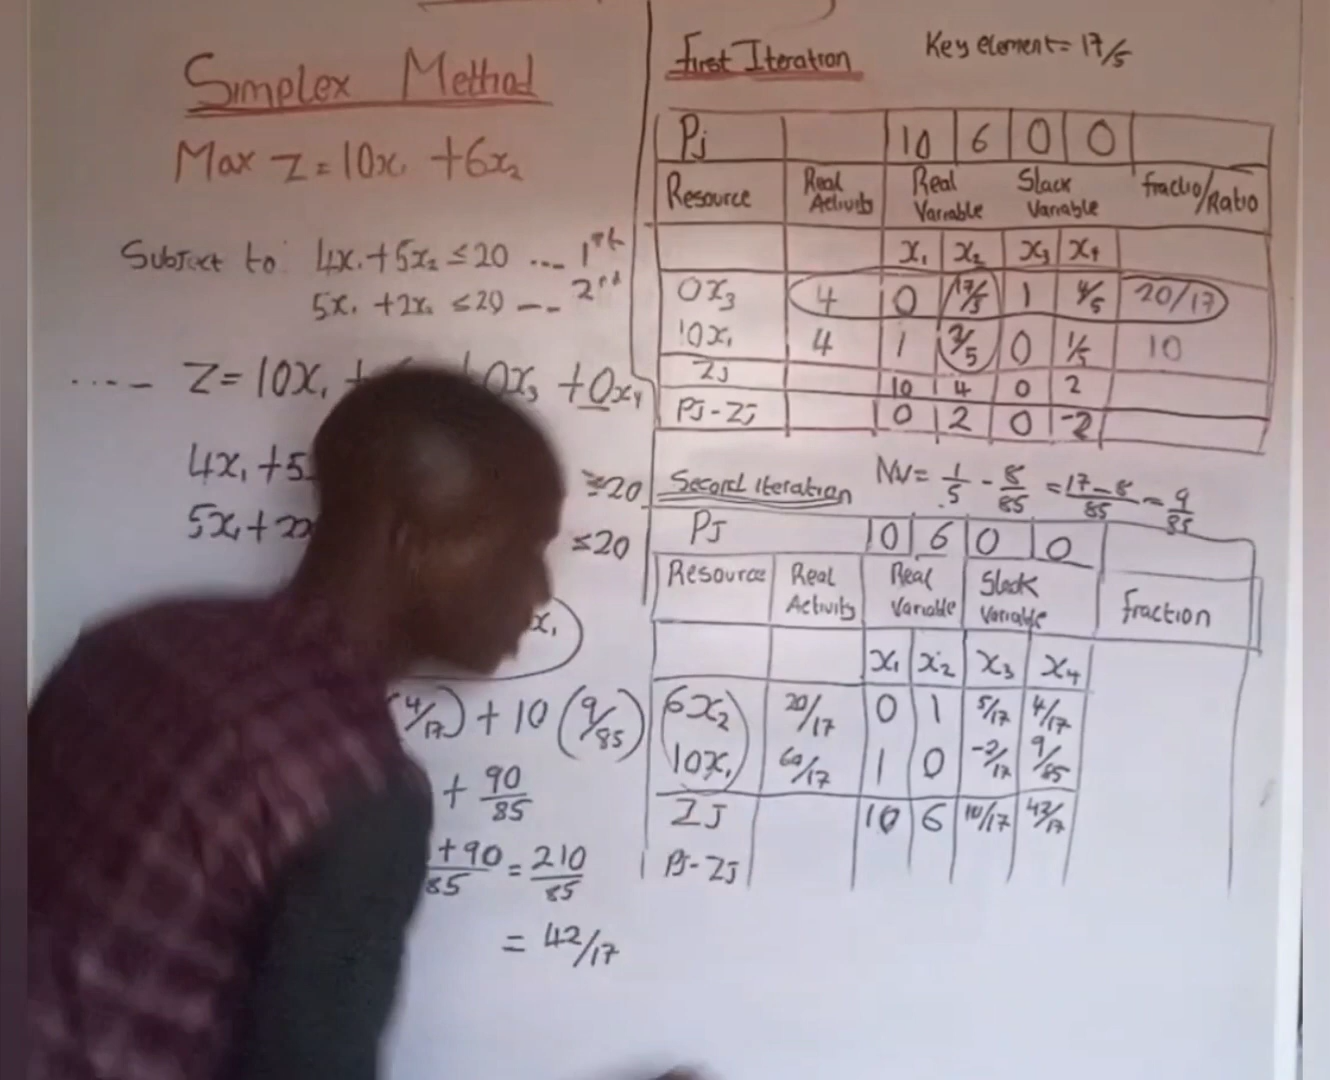 Simplex Method
Max Z = 10x₁ + 6x₂
Subject to: 4x₁ + 5x₂ ≤ 20 ... 1st
5x₁ + 2x₂ ≤ 20 ... 2nd
.... Z = 10x₁ + 0x₃ + 0x₄
4x₁ + 5 ≤ 20
5x₁ + 2x ≤ 20
x₁
(4/17) + 10 (9/85)
+ 90/85
+ 90/85 = 210/85
= 42/17
First Iteration Key element = 17/5
Pj 10 6 0 0
Resource Real Activity Real Variable Slack Variable fractio/Ratio
x₁ x₂ x₃ x₄
0x₃ 4 0 17/5 1 4/5 20/17
10x₁ 4 1 2/5 0 1/5 10
Zj 10 4 0 2
Pj-Zj 0 2 0 -2
Second Iteration NV = 1/5 - 8/85 = 17-8/85 = 9/85
Pj 10 6 0 0
Resource Real Activity Real Variable Slack Variable fraction
x₁ x₂ x₃ x₄
6x₂ 20/17 0 1 5/17 4/17
10x₁ 60/17 1 0 -2/17 9/85
Zj 10 6 10/17 42/17
Pj-Zj